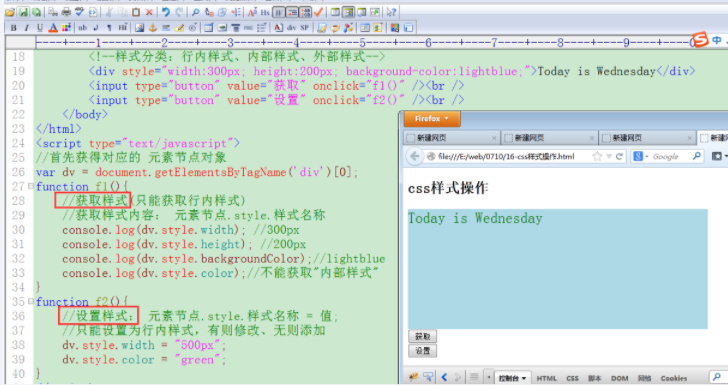 18 <!--样式分类：行内样式、内部样式、外部样式-->
19 <div style="width:300px; height:200px; background-color:lightblue;">Today is Wednesday</div>
20 <input type="button" value="获取" onclick="f1()" /><br />
21 <input type="button" value="设置" onclick="f2()" /><br />
22 </body>
23 </html>
24 <script type="text/javascript">
25 //首先获得对应的 元素节点对象
26 var dv = document.getElementsByTagName('div')[0];
27 function f1(){
28 //获取样式(只能获取行内样式)
29 //获取样式内容： 元素节点.style.样式名称
30 console.log(dv.style.width); //300px
31 console.log(dv.style.height); //200px
32 console.log(dv.style.backgroundColor);//lightblue
33 console.log(dv.style.color);//不能获取"内部样式"
34 }
35 function f2(){
36 //设置样式： 元素节点.style.样式名称 = 值;
37 //只能设置为行内样式，有则修改、无则添加
38 dv.style.width = "500px";
39 dv.style.color = "green";
40 }
Firefox
新建网页
新建网页
新建网页
file:///E:/web/0710/16-css样式操作.html
Google
css样式操作
Today is Wednesday
获取
设置
控制台 HTML CSS 脚本 DOM 网络 Cookies